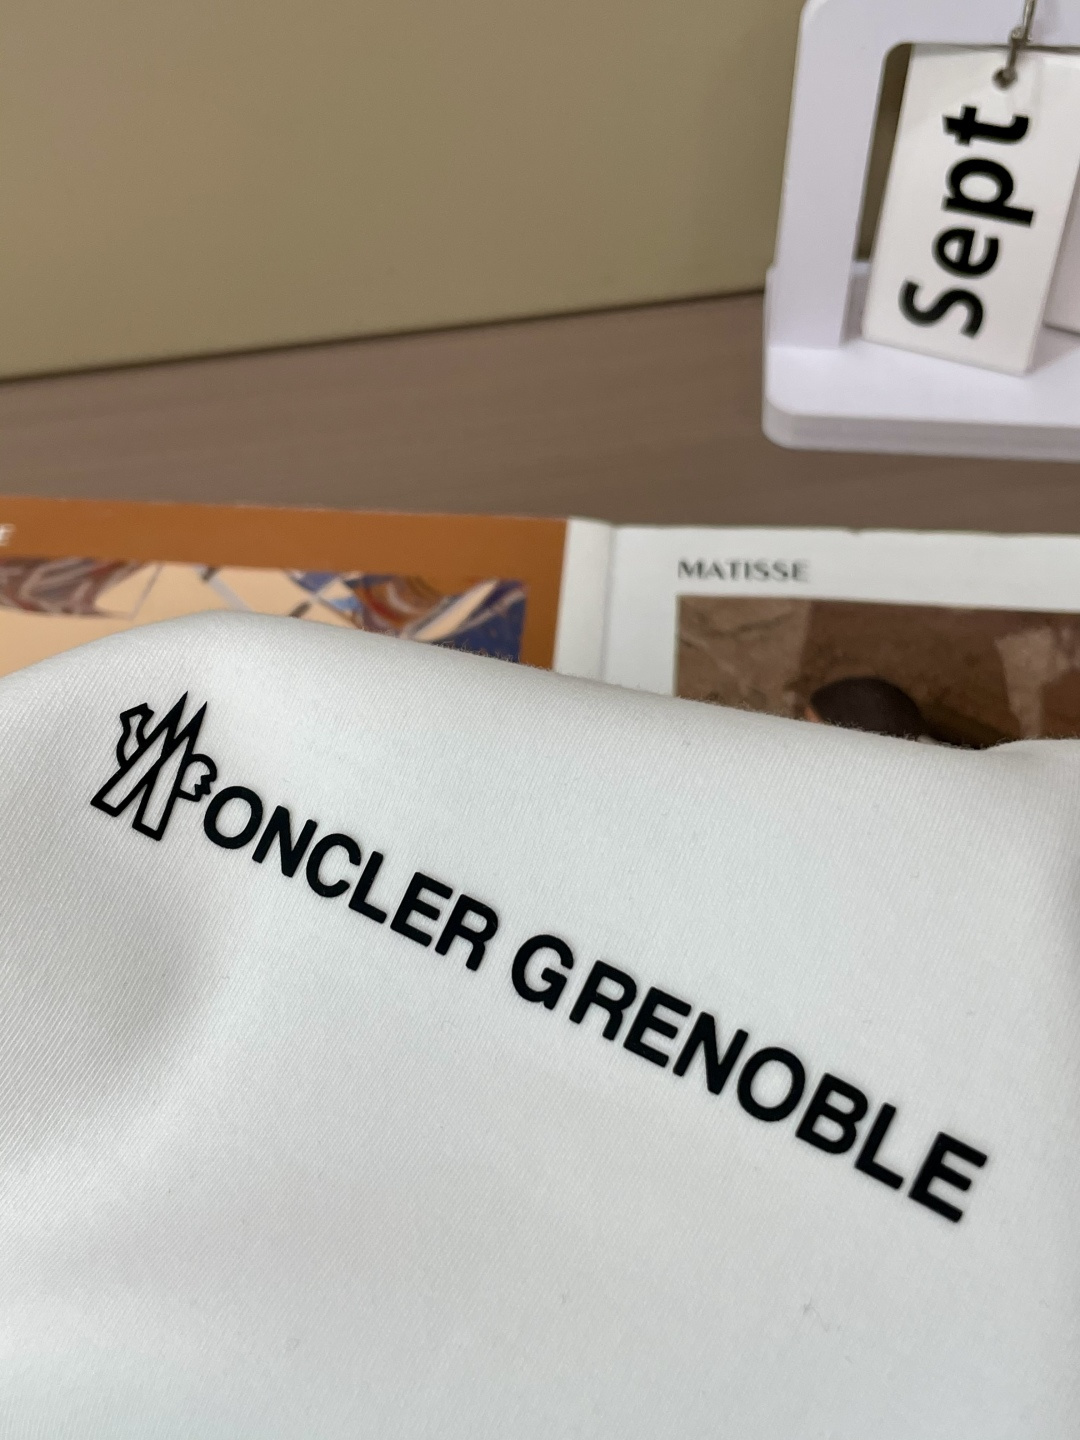 Sept
E
MATISSE
MONCLER GRENOBLE